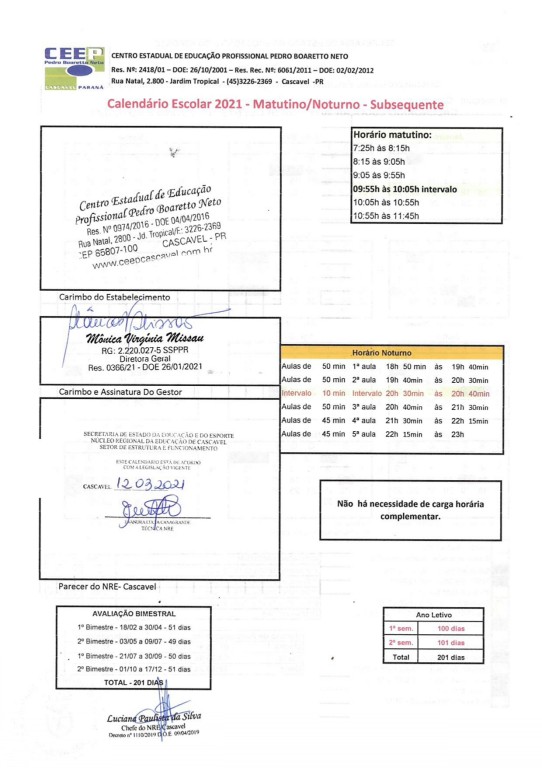 CEEP
Pedro Boaretto Neto
CASCAVEL PARANÁ
CENTRO ESTADUAL DE EDUCAÇÃO PROFISSIONAL PEDRO BOARETTO NETO
Res. Nº: 2418/01 – DOE: 26/10/2001 – Res. Rec. Nº: 6061/2011 – DOE: 02/02/2012
Rua Natal, 2.800 - Jardim Tropical - (45)3226-2369 - Cascavel -PR
Calendário Escolar 2021 - Matutino/Noturno - Subsequente
Centro Estadual de Educação
Profissional Pedro Boaretto Neto
Res. Nº 0974/2016 - DOE 04/04/2016
Rua Natal, 2800 - Jd. Tropical/F: 3226-2369
CEP 85807-100 CASCAVEL - PR
www.ceepcascavel.com.br
Carimbo do Estabelecimento
Horário matutino:
7:25h às 8:15h
8:15 às 9:05h
9:05 às 9:55h
09:55h às 10:05h intervalo
10:05h às 10:55h
10:55h às 11:45h
Mônica Virgínia Missau
RG: 2.220.027-5 SSPPR
Diretora Geral
Res. 0366/21 - DOE 26/01/2021
Carimbo e Assinatura Do Gestor
Horário Noturno
Aulas de 50 min 1ª aula 18h 50 min às 19h 40min
Aulas de 50 min 2ª aula 19h 40min às 20h 30min
Intervalo 10 min Intervalo 20h 30min às 20h 40min
Aulas de 50 min 3ª aula 20h 40min às 21h 30min
Aulas de 45 min 4ª aula 21h 30min às 22h 15min
Aulas de 45 min 5ª aula 22h 15min às 23h
SECRETARIA DE ESTADO DA EDUCAÇÃO E DO ESPORTE
NÚCLEO REGIONAL DA EDUCAÇÃO DE CASCAVEL
SETOR DE ESTRUTURA E FUNCIONAMENTO
ESTE CALENDÁRIO ESTÁ DE ACORDO
COM A LEGISLAÇÃO VIGENTE
CASCAVEL 12 03 2021
CASAGRANDE
TÉCNICA NRE
Parecer do NRE- Cascavel
Não há necessidade de carga horária
complementar.
AVALIAÇÃO BIMESTRAL
1º Bimestre - 18/02 a 30/04 - 51 dias
2º Bimestre - 03/05 a 09/07 - 49 dias
1º Bimestre - 21/07 a 30/09 - 50 dias
2º Bimestre - 01/10 a 17/12 - 51 dias
TOTAL - 201 DIAS
Ano Letivo
1º sem. 100 dias
2º sem. 101 dias
Total 201 dias
Luciana Paulista da Silva
Chefe do NRE/Cascavel
Decreto nº 1110/2019 D.O.E. 09/04/2019